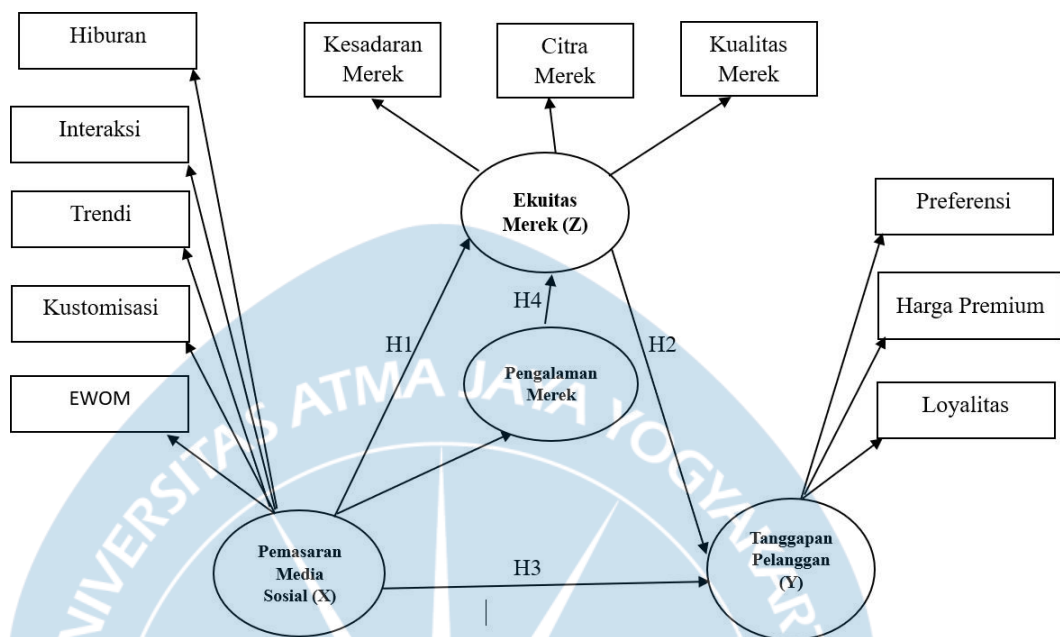 Hiburan
Interaksi
Trendi
Kustomisasi
EWOM
Kesadaran
Merek
Citra
Merek
Kualitas
Merek
Ekuitas
Merek (Z)
Preferensi
Harga Premium
Loyalitas
H1
H4
H2
Pengalaman
Merek
Pemasaran
Media
Sosial (X)
H3
Tanggapan
Pelanggan
(Y)
UNIVERSITAS ATMA JAYA YOGYAKART